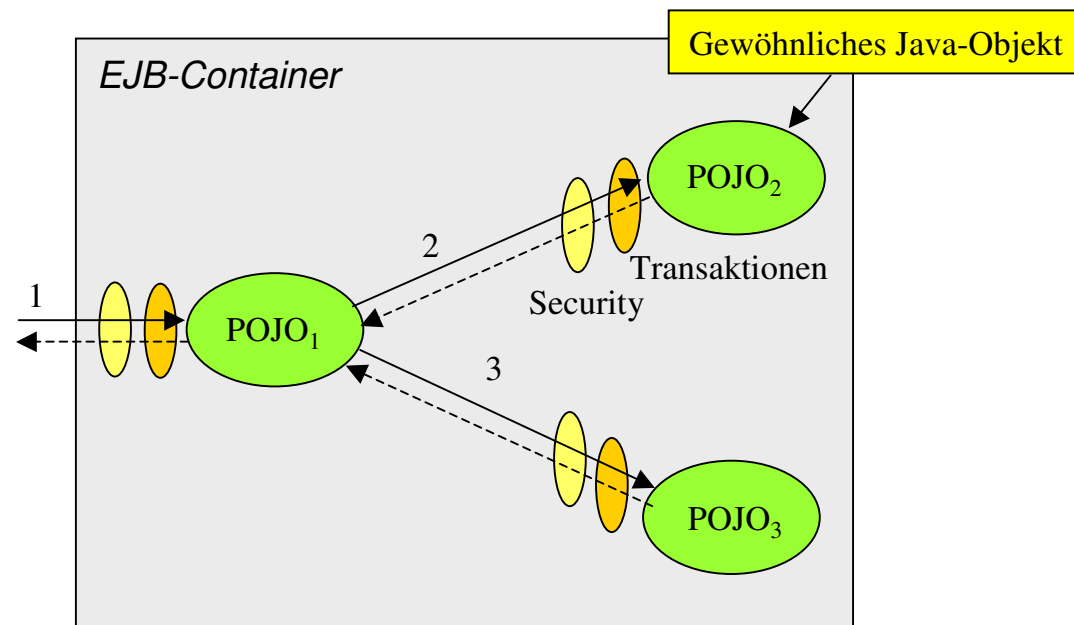 Gewöhnliches Java-Objekt
EJB-Container
POJO₂
2
Transaktionen
Security
1
POJO₁
3
POJO₃